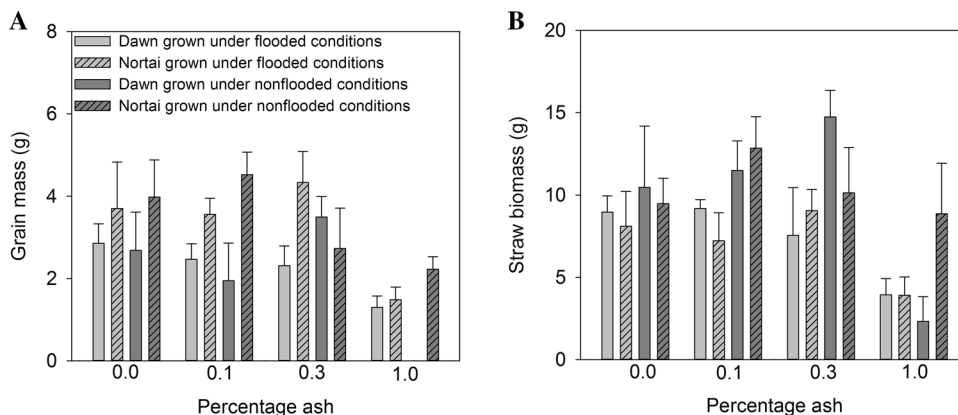 A
8
6
4
2
0
Grain mass (g)
Dawn grown under flooded conditions
Nortai grown under flooded conditions
Dawn grown under nonflooded conditions
Nortai grown under nonflooded conditions
0.0 0.1 0.3 1.0
Percentage ash
B
20
15
10
5
0
Straw biomass (g)
0.0 0.1 0.3 1.0
Percentage ash